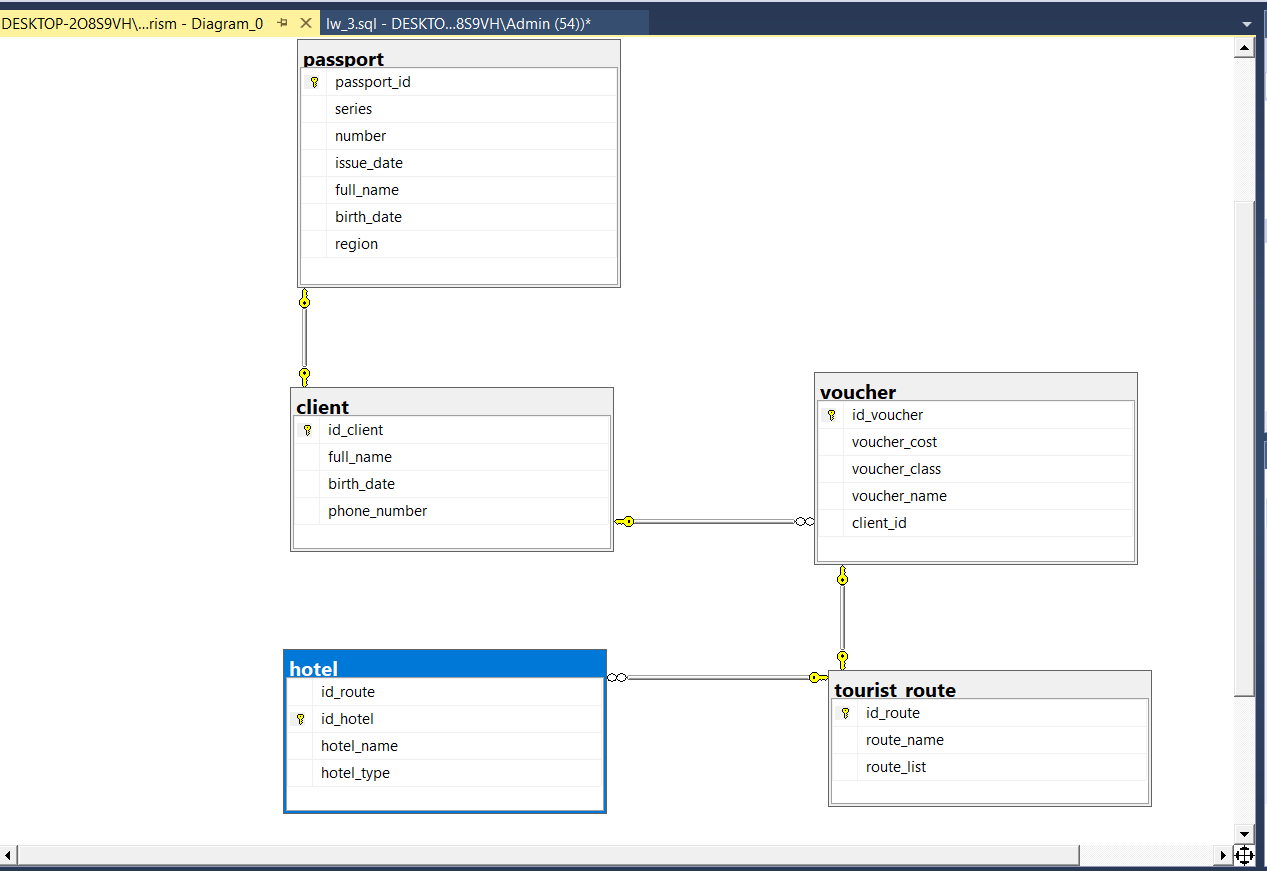 DESKTOP-2O8S9VH\...rism - Diagram_0
lw_3.sql - DESKTO...8S9VH\Admin (54))*
passport
passport_id
series
number
issue_date
full_name
birth_date
region
client
id_client
full_name
birth_date
phone_number
voucher
id_voucher
voucher_cost
voucher_class
voucher_name
client_id
hotel
id_route
id_hotel
hotel_name
hotel_type
tourist_route
id_route
route_name
route_list